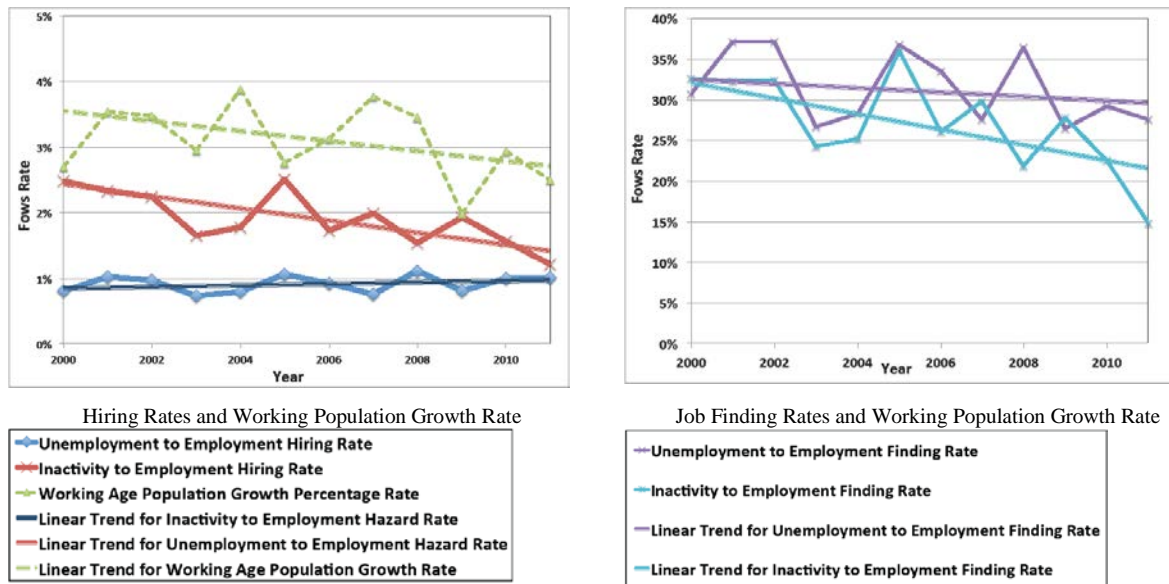 5%
4%
3%
2%
1%
0%
Fows Rate
2000
2002
2004
2006
2008
2010
Year
Hiring Rates and Working Population Growth Rate
Unemployment to Employment Hiring Rate
Inactivity to Employment Hiring Rate
Working Age Population Growth Percentage Rate
Linear Trend for Inactivity to Employment Hazard Rate
Linear Trend for Unemployment to Employment Hazard Rate
Linear Trend for Working Age Population Growth Rate
40%
35%
30%
25%
20%
15%
10%
5%
0%
Fows Rate
2000
2002
2004
2006
2008
2010
Year
Job Finding Rates and Working Population Growth Rate
Unemployment to Employment Finding Rate
Inactivity to Employment Finding Rate
Linear Trend for Unemployment to Employment Finding Rate
Linear Trend for Inactivity to Employment Finding Rate